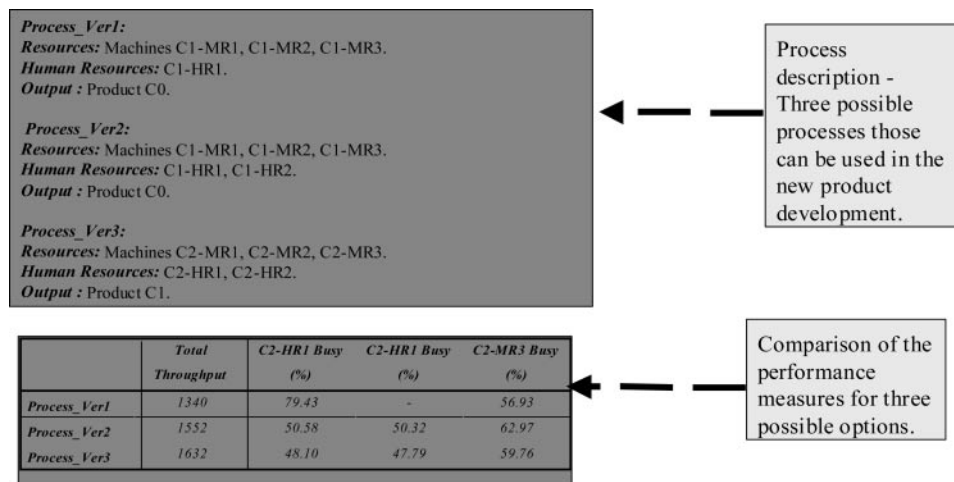 Process_Ver1:
Resources: Machines C1-MR1, C1-MR2, C1-MR3.
Human Resources: C1-HR1.
Output : Product C0.
Process_Ver2:
Resources: Machines C1-MR1, C1-MR2, C1-MR3.
Human Resources: C1-HR1, C1-HR2.
Output : Product C0.
Process_Ver3:
Resources: Machines C2-MR1, C2-MR2, C2-MR3.
Human Resources: C2-HR1, C2-HR2.
Output : Product C1.
Process
description -
Three possible
processes those
can be used in the
new product
development.
Total Throughput C2-HR1 Busy (%) C2-HR1 Busy (%) C2-MR3 Busy (%)
Process_Ver1 1340 79.43 - 56.93
Process_Ver2 1552 50.58 50.32 62.97
Process_Ver3 1632 48.10 47.79 59.76
Comparison of the
performance
measures for three
possible options.